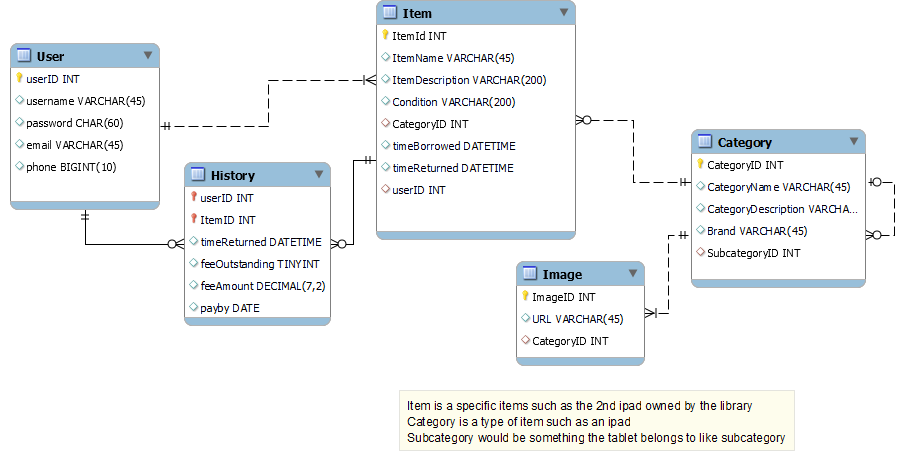 User
userID INT
username VARCHAR(45)
password CHAR(60)
email VARCHAR(45)
phone BIGINT(10)
History
userID INT
ItemID INT
timeReturned DATETIME
feeOutstanding TINYINT
feeAmount DECIMAL(7,2)
payby DATE
Item
ItemId INT
ItemName VARCHAR(45)
ItemDescription VARCHAR(200)
Condition VARCHAR(200)
CategoryID INT
timeBorrowed DATETIME
timeReturned DATETIME
userID INT
Category
CategoryID INT
CategoryName VARCHAR(45)
CategoryDescription VARCHA...
Brand VARCHAR(45)
SubcategoryID INT
Image
ImageID INT
URL VARCHAR(45)
CategoryID INT
Item is a specific items such as the 2nd ipad owned by the library
Category is a type of item such as an ipad
Subcategory would be something the tablet belongs to like subcategory